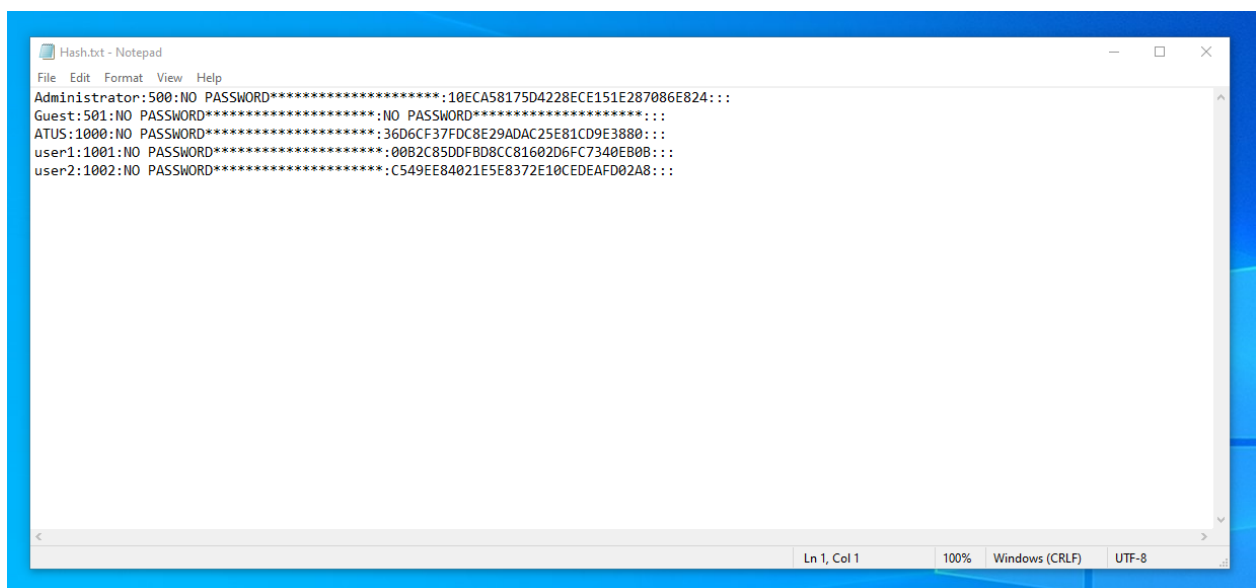 Hash.txt - Notepad
File Edit Format View Help
Administrator:500:NO PASSWORD*********************:10ECA58175D4228ECE151E287086E824:::
Guest:501:NO PASSWORD*********************:NO PASSWORD*********************:::
ATUS:1000:NO PASSWORD*********************:36D6CF37FDC8E29ADAC25E81CD9E3880:::
user1:1001:NO PASSWORD*********************:00B2C85DDFBD8CC81602D6FC7340EB0B:::
user2:1002:NO PASSWORD*********************:C549EE84021E5E8372E10CEDEAFD02A8:::
Ln 1, Col 1 100% Windows (CRLF) UTF-8